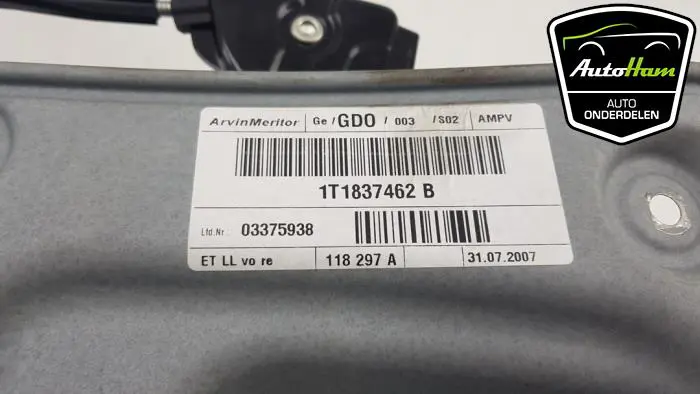 ArvinMeritor Ge / GDO / 003 / S02 AMPV
1T1837462 B
Lfd.Nr.: 03375938
ET LL vo re 118 297 A 31.07.2007
AutoHam
AUTO
ONDERDELEN